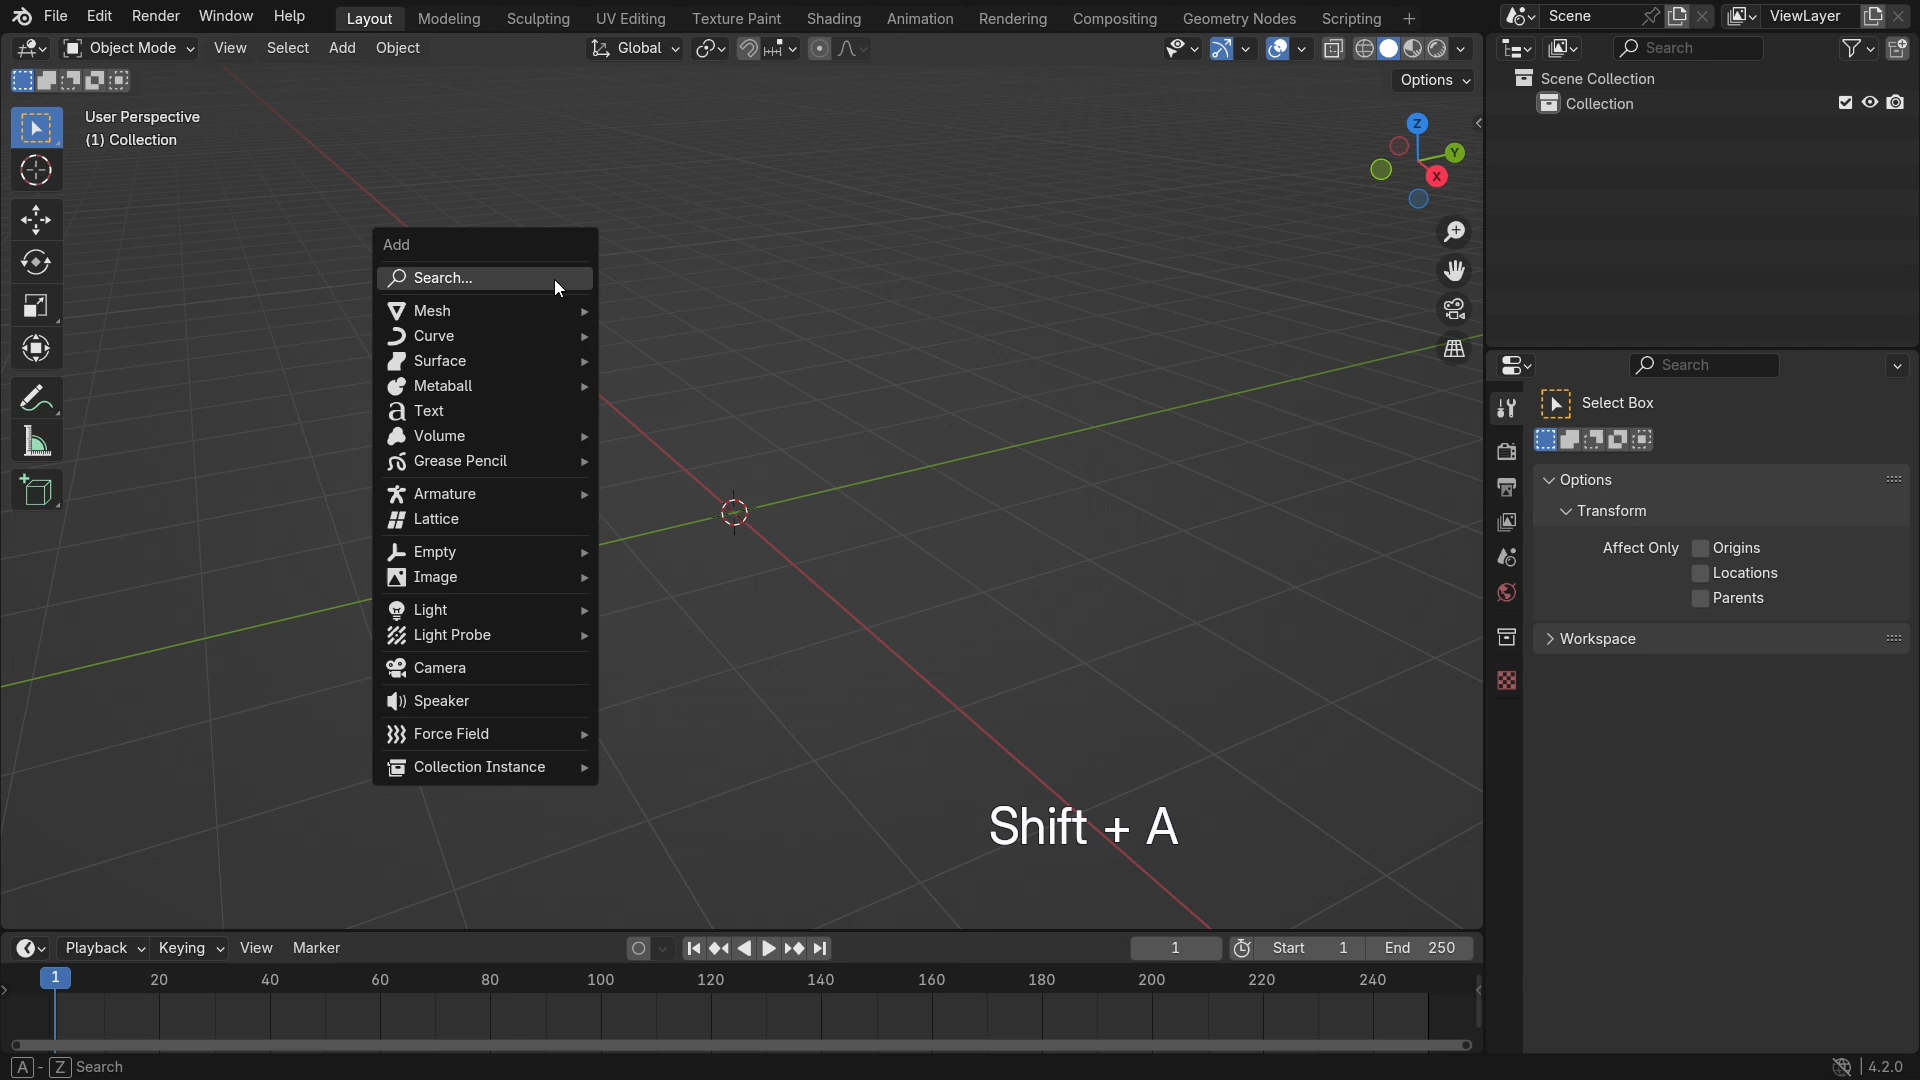 File Edit Render Window Help Layout Modeling Sculpting UV Editing Texture Paint Shading Animation Rendering Compositing Geometry Nodes Scripting + Scene ViewLayer
Object Mode View Select Add Object Global Search
Options
User Perspective
(1) Collection
Z
Y
X
Scene Collection
Collection
Add
Search...
Mesh
Curve
Surface
Metaball
Text
Volume
Grease Pencil
Armature
Lattice
Empty
Image
Light
Light Probe
Camera
Speaker
Force Field
Collection Instance
Shift + A
Search
Select Box
Options
Transform
Affect Only Origins
Locations
Parents
Workspace
Playback Keying View Marker 1 Start 1 End 250
1 20 40 60 80 100 120 140 160 180 200 220 240
A - Z Search 4.2.0